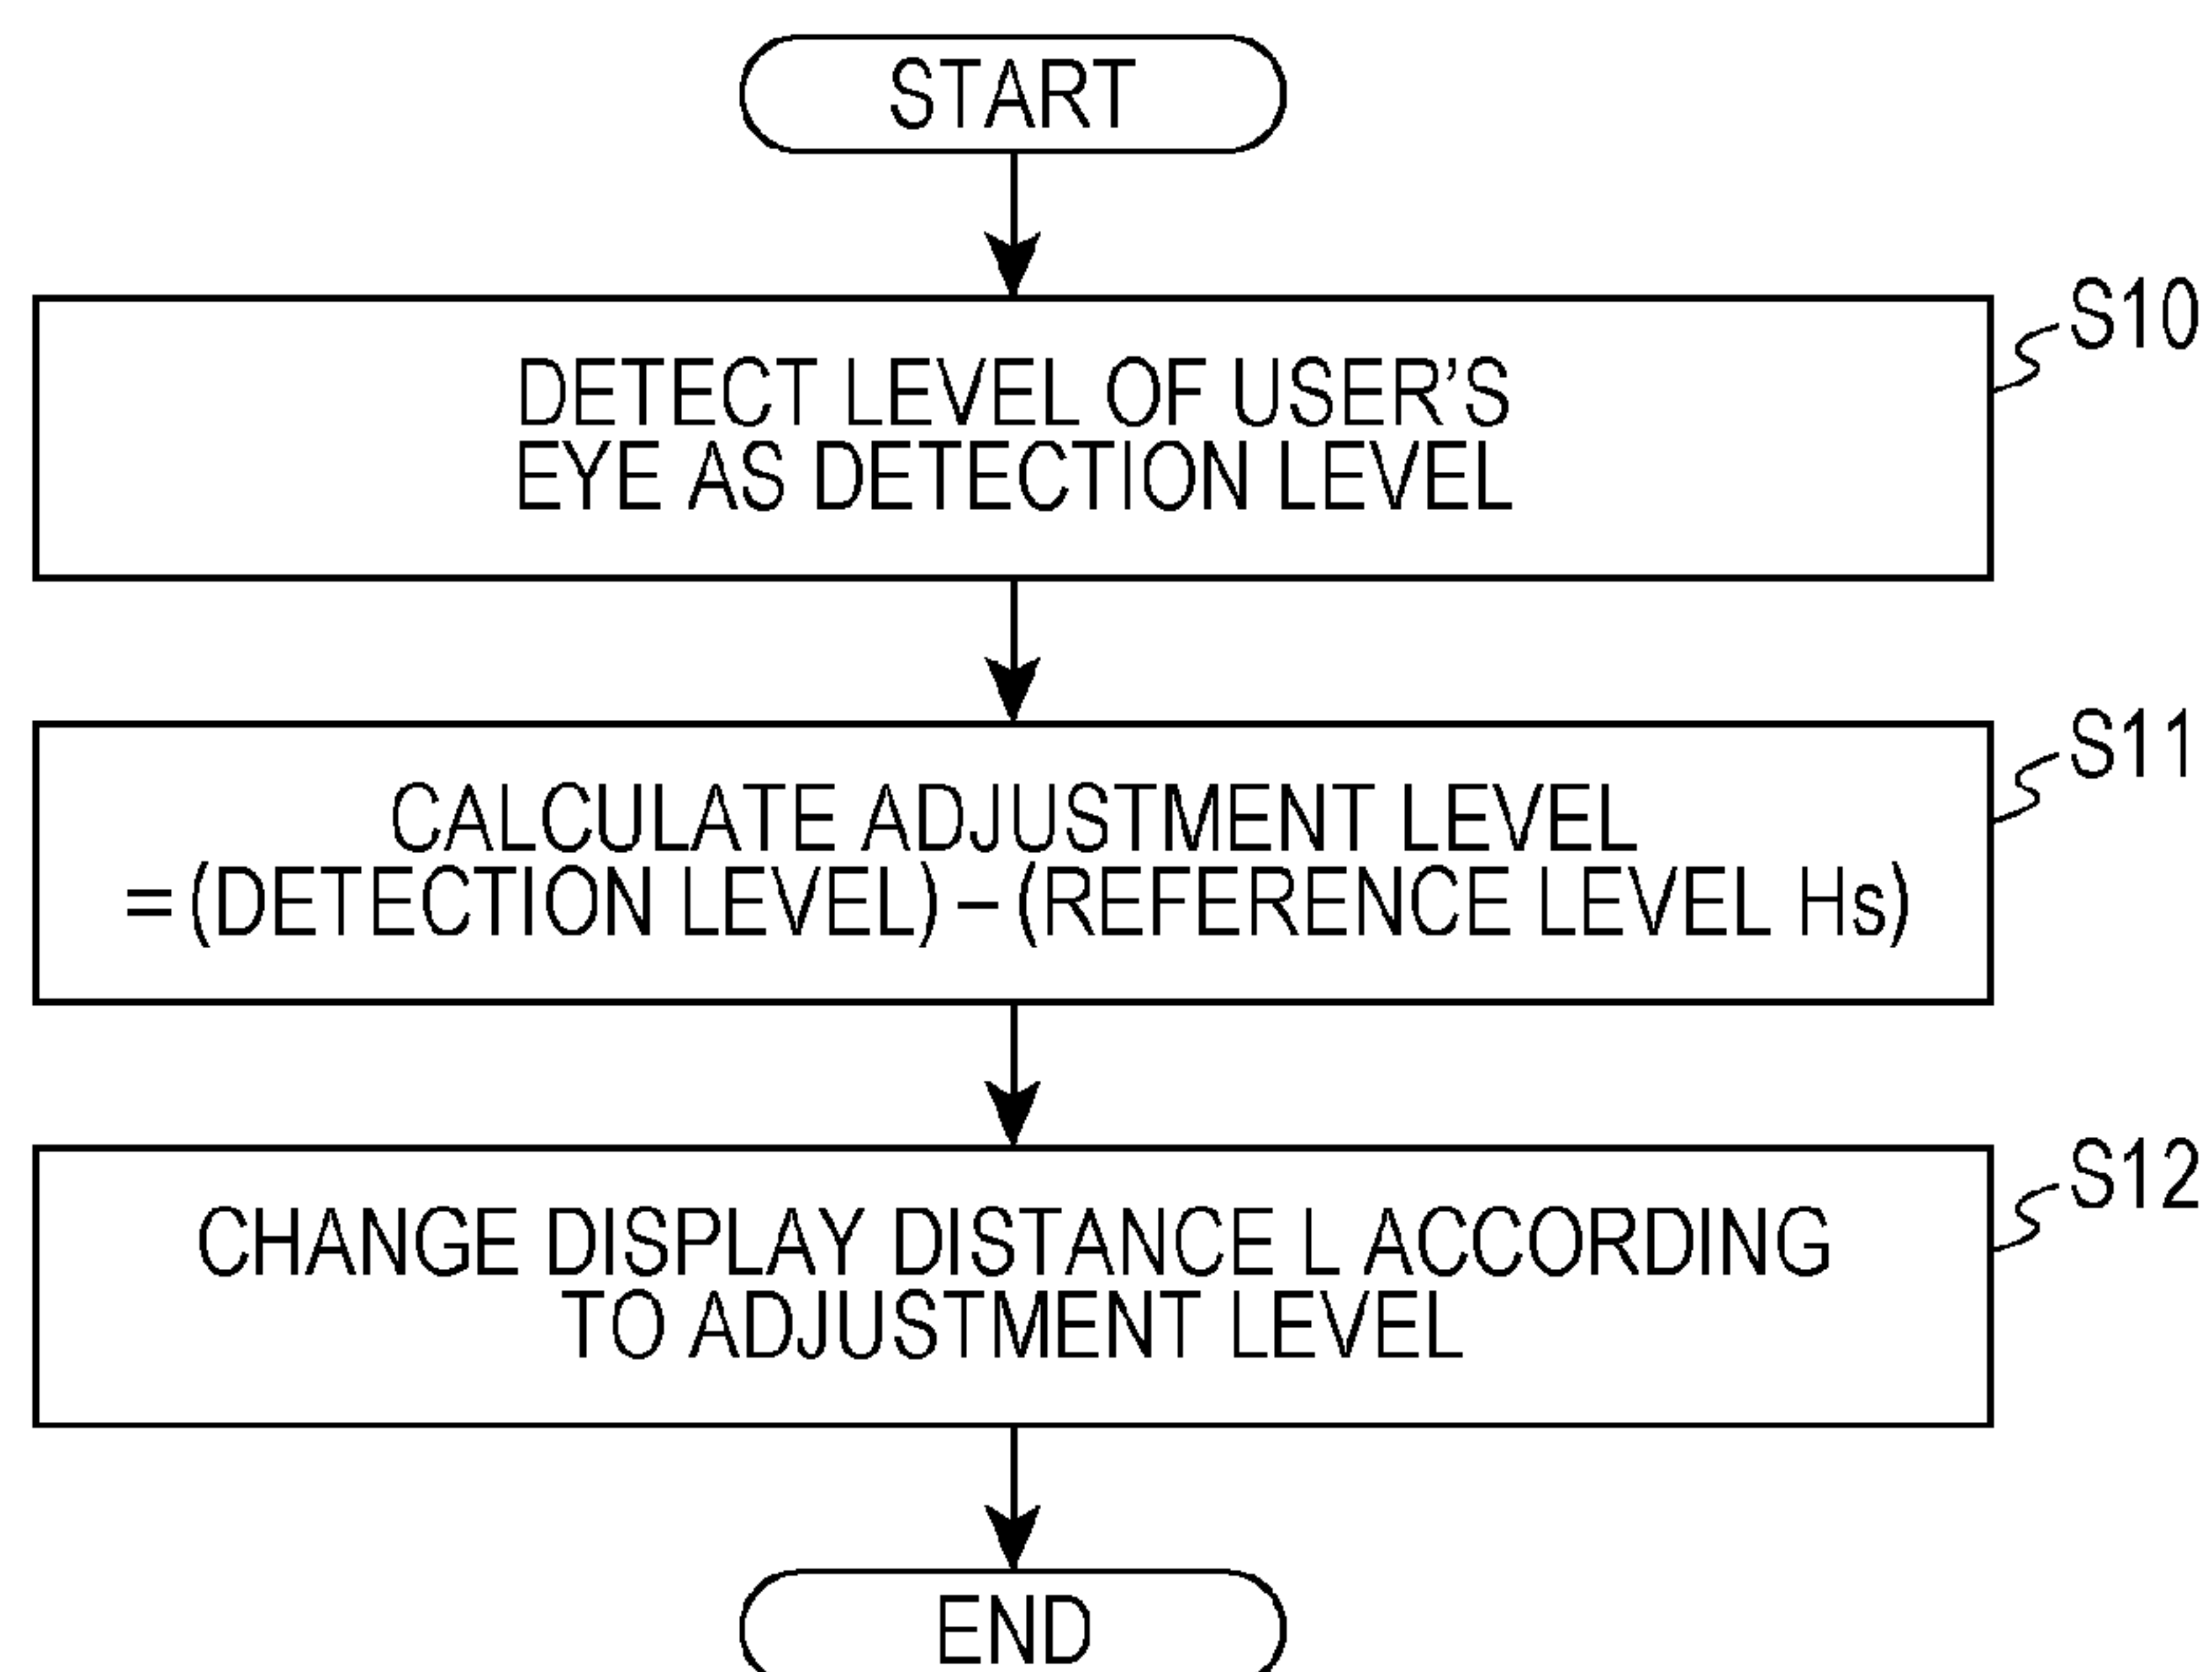 START
S10
DETECT LEVEL OF USER’S
EYE AS DETECTION LEVEL
S11
CALCULATE ADJUSTMENT LEVEL
=(DETECTION LEVEL)–(REFERENCE LEVEL Hs)
S12
CHANGE DISPLAY DISTANCE L ACCORDING
TO ADJUSTMENT LEVEL
END